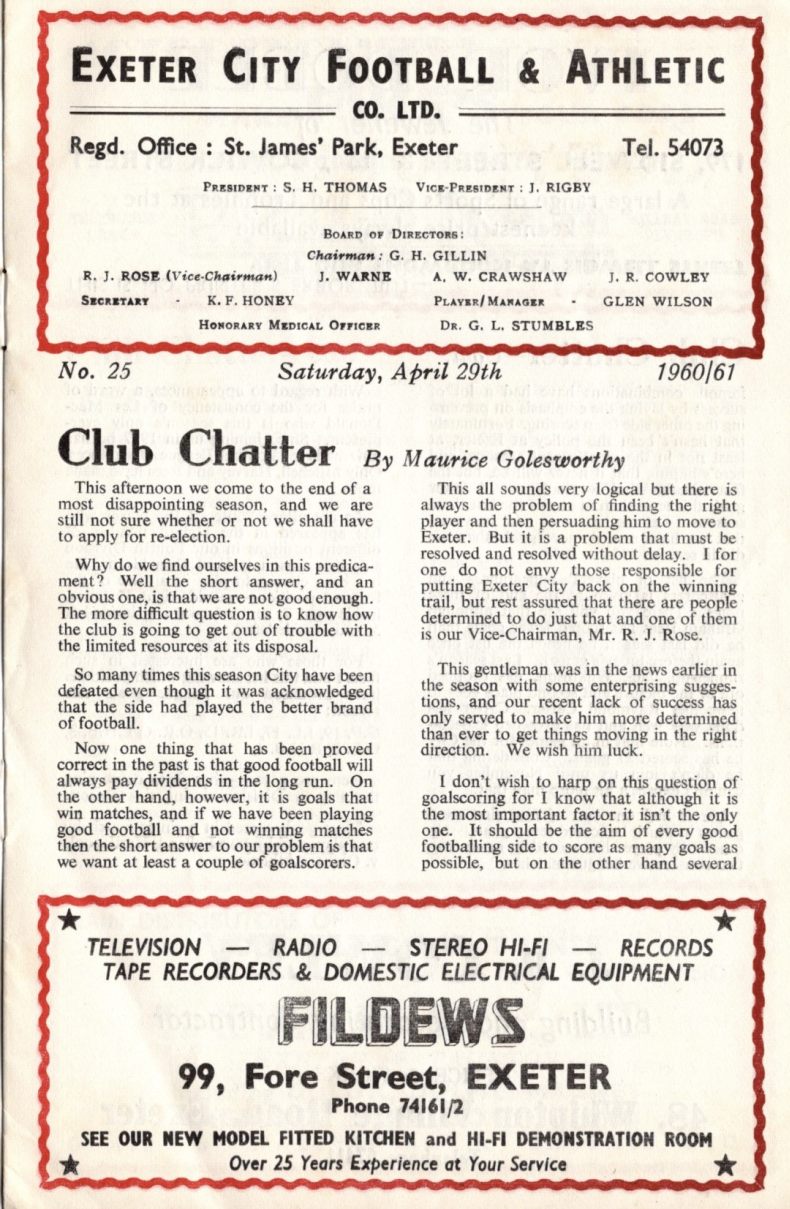 EXETER CITY FOOTBALL & ATHLETIC
CO. LTD.
Regd. Office : St. James' Park, Exeter Tel. 54073
PRESIDENT : S. H. THOMAS VICE-PRESIDENT : J. RIGBY
BOARD OF DIRECTORS:
Chairman : G. H. GILLIN
R. J. ROSE (Vice-Chairman) J. WARNE A. W. CRAWSHAW J. R. COWLEY
SECRETARY - K. F. HONEY PLAYER/MANAGER - GLEN WILSON
HONORARY MEDICAL OFFICER DR. G. L. STUMBLES
No. 25 Saturday, April 29th 1960/61
Club Chatter By Maurice Golesworthy
This afternoon we come to the end of a
most disappointing season, and we are
still not sure whether or not we shall have
to apply for re-election.
Why do we find ourselves in this predica-
ment? Well the short answer, and an
obvious one, is that we are not good enough.
The more difficult question is to know how
the club is going to get out of trouble with
the limited resources at its disposal.
So many times this season City have been
defeated even though it was acknowledged
that the side had played the better brand
of football.
Now one thing that has been proved
correct in the past is that good football will
always pay dividends in the long run. On
the other hand, however, it is goals that
win matches, and if we have been playing
good football and not winning matches
then the short answer to our problem is that
we want at least a couple of goalscorers.
This all sounds very logical but there is
always the problem of finding the right
player and then persuading him to move to
Exeter. But it is a problem that must be
resolved and resolved without delay. I for
one do not envy those responsible for
putting Exeter City back on the winning
trail, but rest assured that there are people
determined to do just that and one of them
is our Vice-Chairman, Mr. R. J. Rose.
This gentleman was in the news earlier in
the season with some enterprising sugges-
tions, and our recent lack of success has
only served to make him more determined
than ever to get things moving in the right
direction. We wish him luck.
I don't wish to harp on this question of
goalscoring for I know that although it is
the most important factor it isn't the only
one. It should be the aim of every good
footballing side to score as many goals as
possible, but on the other hand several
TELEVISION — RADIO — STEREO HI-FI — RECORDS
TAPE RECORDERS & DOMESTIC ELECTRICAL EQUIPMENT
FILDEWS
99, Fore Street, EXETER
Phone 74161/2
SEE OUR NEW MODEL FITTED KITCHEN and HI-FI DEMONSTRATION ROOM
Over 25 Years Experience at Your Service